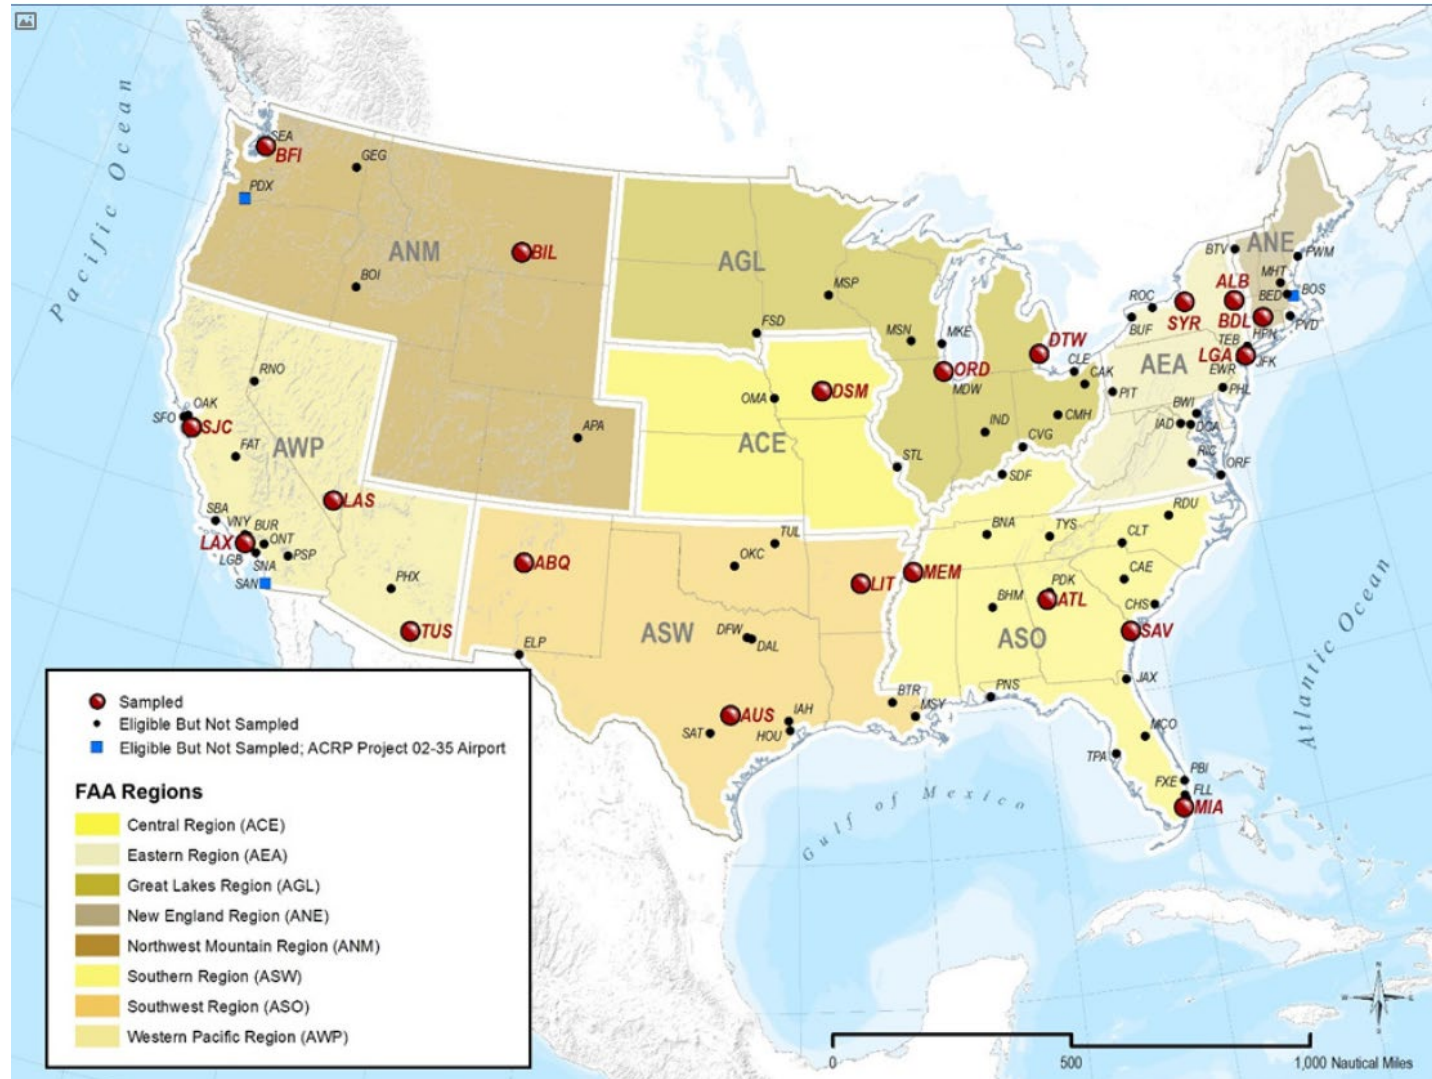 Pacific Ocean
SEA
BFI
GEG
PDX
ANM
BIL
BOI
AGL
MSP
FSD
MSN
MKE
ORD
MDW
DTW
CLE
CAK
CMH
IND
CVG
STL
SDF
ANE
BTV
PWM
MHT
ALB
BED
BOS
ROC
BUF
SYR
BDL
PVD
HPN
TEB
LGA
JFK
EWR
AEA
PIT
PHL
BWI
IAD
DCA
RIC
ORF
RNO
OAK
SFO
SJC
FAT
AWP
LAS
SBA
VNY
BUR
LAX
ONT
LGB
SNA
PSP
SAN
PHX
TUS
APA
OMA
DSM
ACE
ABQ
OKC
TUL
LIT
ASW
DFW
DAL
ELP
AUS
SAT
IAH
HOU
BTR
MSY
MEM
BNA
TYS
CLT
RDU
CAE
PDK
BHM
ATL
CHS
SAV
ASO
JAX
PNS
MCO
TPA
PBI
FXE
FLL
MIA
Atlantic Ocean
Gulf of Mexico
Sampled
Eligible But Not Sampled
Eligible But Not Sampled; ACRP Project 02-35 Airport
FAA Regions
Central Region (ACE)
Eastern Region (AEA)
Great Lakes Region (AGL)
New England Region (ANE)
Northwest Mountain Region (ANM)
Southern Region (ASW)
Southwest Region (ASO)
Western Pacific Region (AWP)
N
0 500 1,000 Nautical Miles